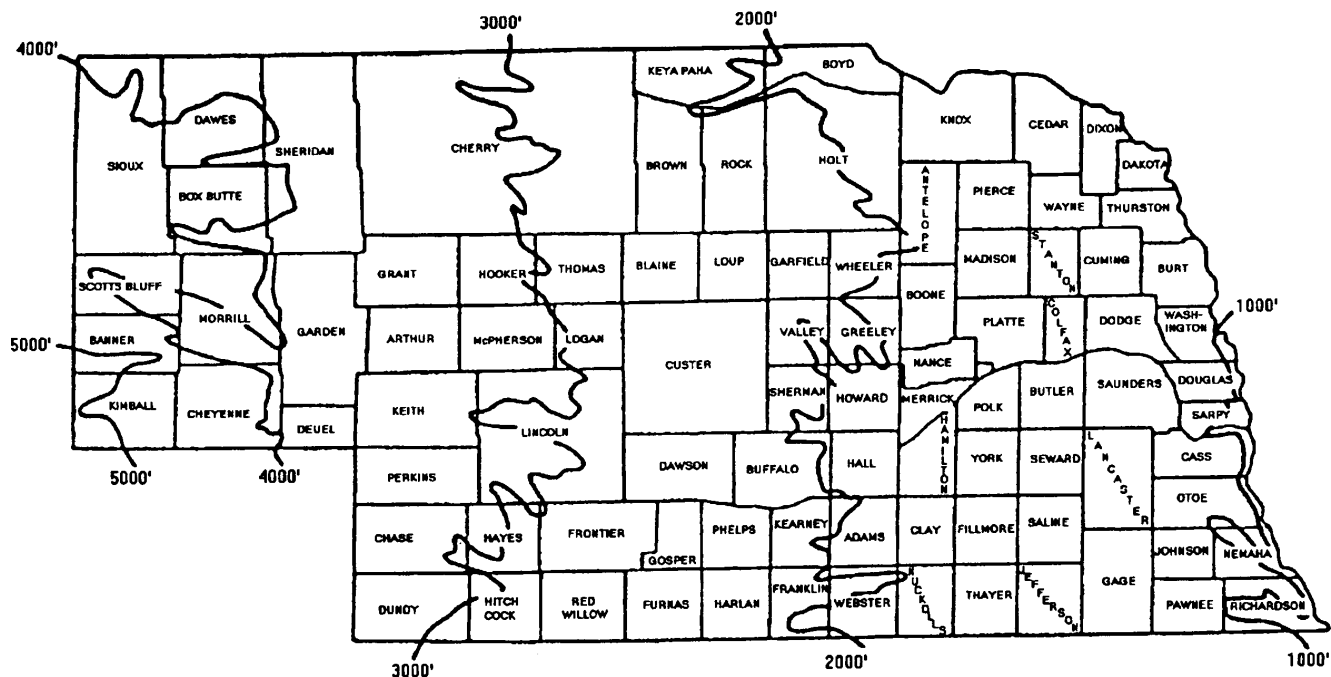 3000'
2000'
4000'
KEYA PAHA
BOYD
DAWES
SIOUX
SHERIDAN
CHERRY
BROWN
ROCK
HOLT
ANTELOPE
KNOX
CEDAR
DIXON
DAKOTA
BOX BUTTE
PIERCE
WAYNE
THURSTON
GRANT
HOOKER
THOMAS
BLAINE
LOUP
GARFIELD
WHEELER
MADISON
STANTON
CUMING
BURT
SCOTTS BLUFF
MORRILL
GARDEN
BOONE
BANNER
ARTHUR
McPHERSON
LOGAN
CUSTER
VALLEY
GREELEY
PLATTE
COLFAX
DODGE
WASH-
INGTON
1000'
5000'
NANCE
KIMBALL
CHEYENNE
DEUEL
KEITH
LINCOLN
SHERMAN
HOWARD
MERRICK
POLK
BUTLER
SAUNDERS
DOUGLAS
SARPY
5000'
4000'
PERKINS
DAWSON
BUFFALO
HALL
HAMILTON
YORK
SEWARD
LANCASTER
CASS
OTOE
CHASE
HAYES
FRONTIER
GOSPER
PHELPS
KEARNEY
ADAMS
CLAY
FILLMORE
SALINE
JOHNSON
NEMAHA
DUNDY
HITCH
COCK
RED
WILLOW
FURNAS
HARLAN
FRANKLIN
WEBSTER
NUCKOLLS
THAYER
JEFFERSON
GAGE
PAWNEE
RICHARDSON
3000'
2000'
1000'